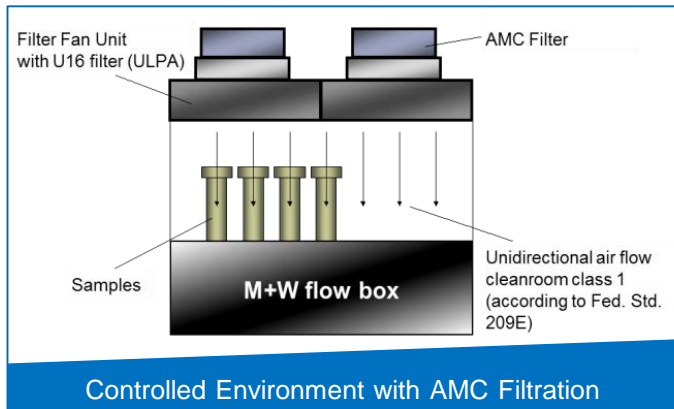 Filter Fan Unit
with U16 filter (ULPA)
AMC Filter
Samples
M+W flow box
Unidirectional air flow
cleanroom class 1
(according to Fed. Std.
209E)
Controlled Environment with AMC Filtration